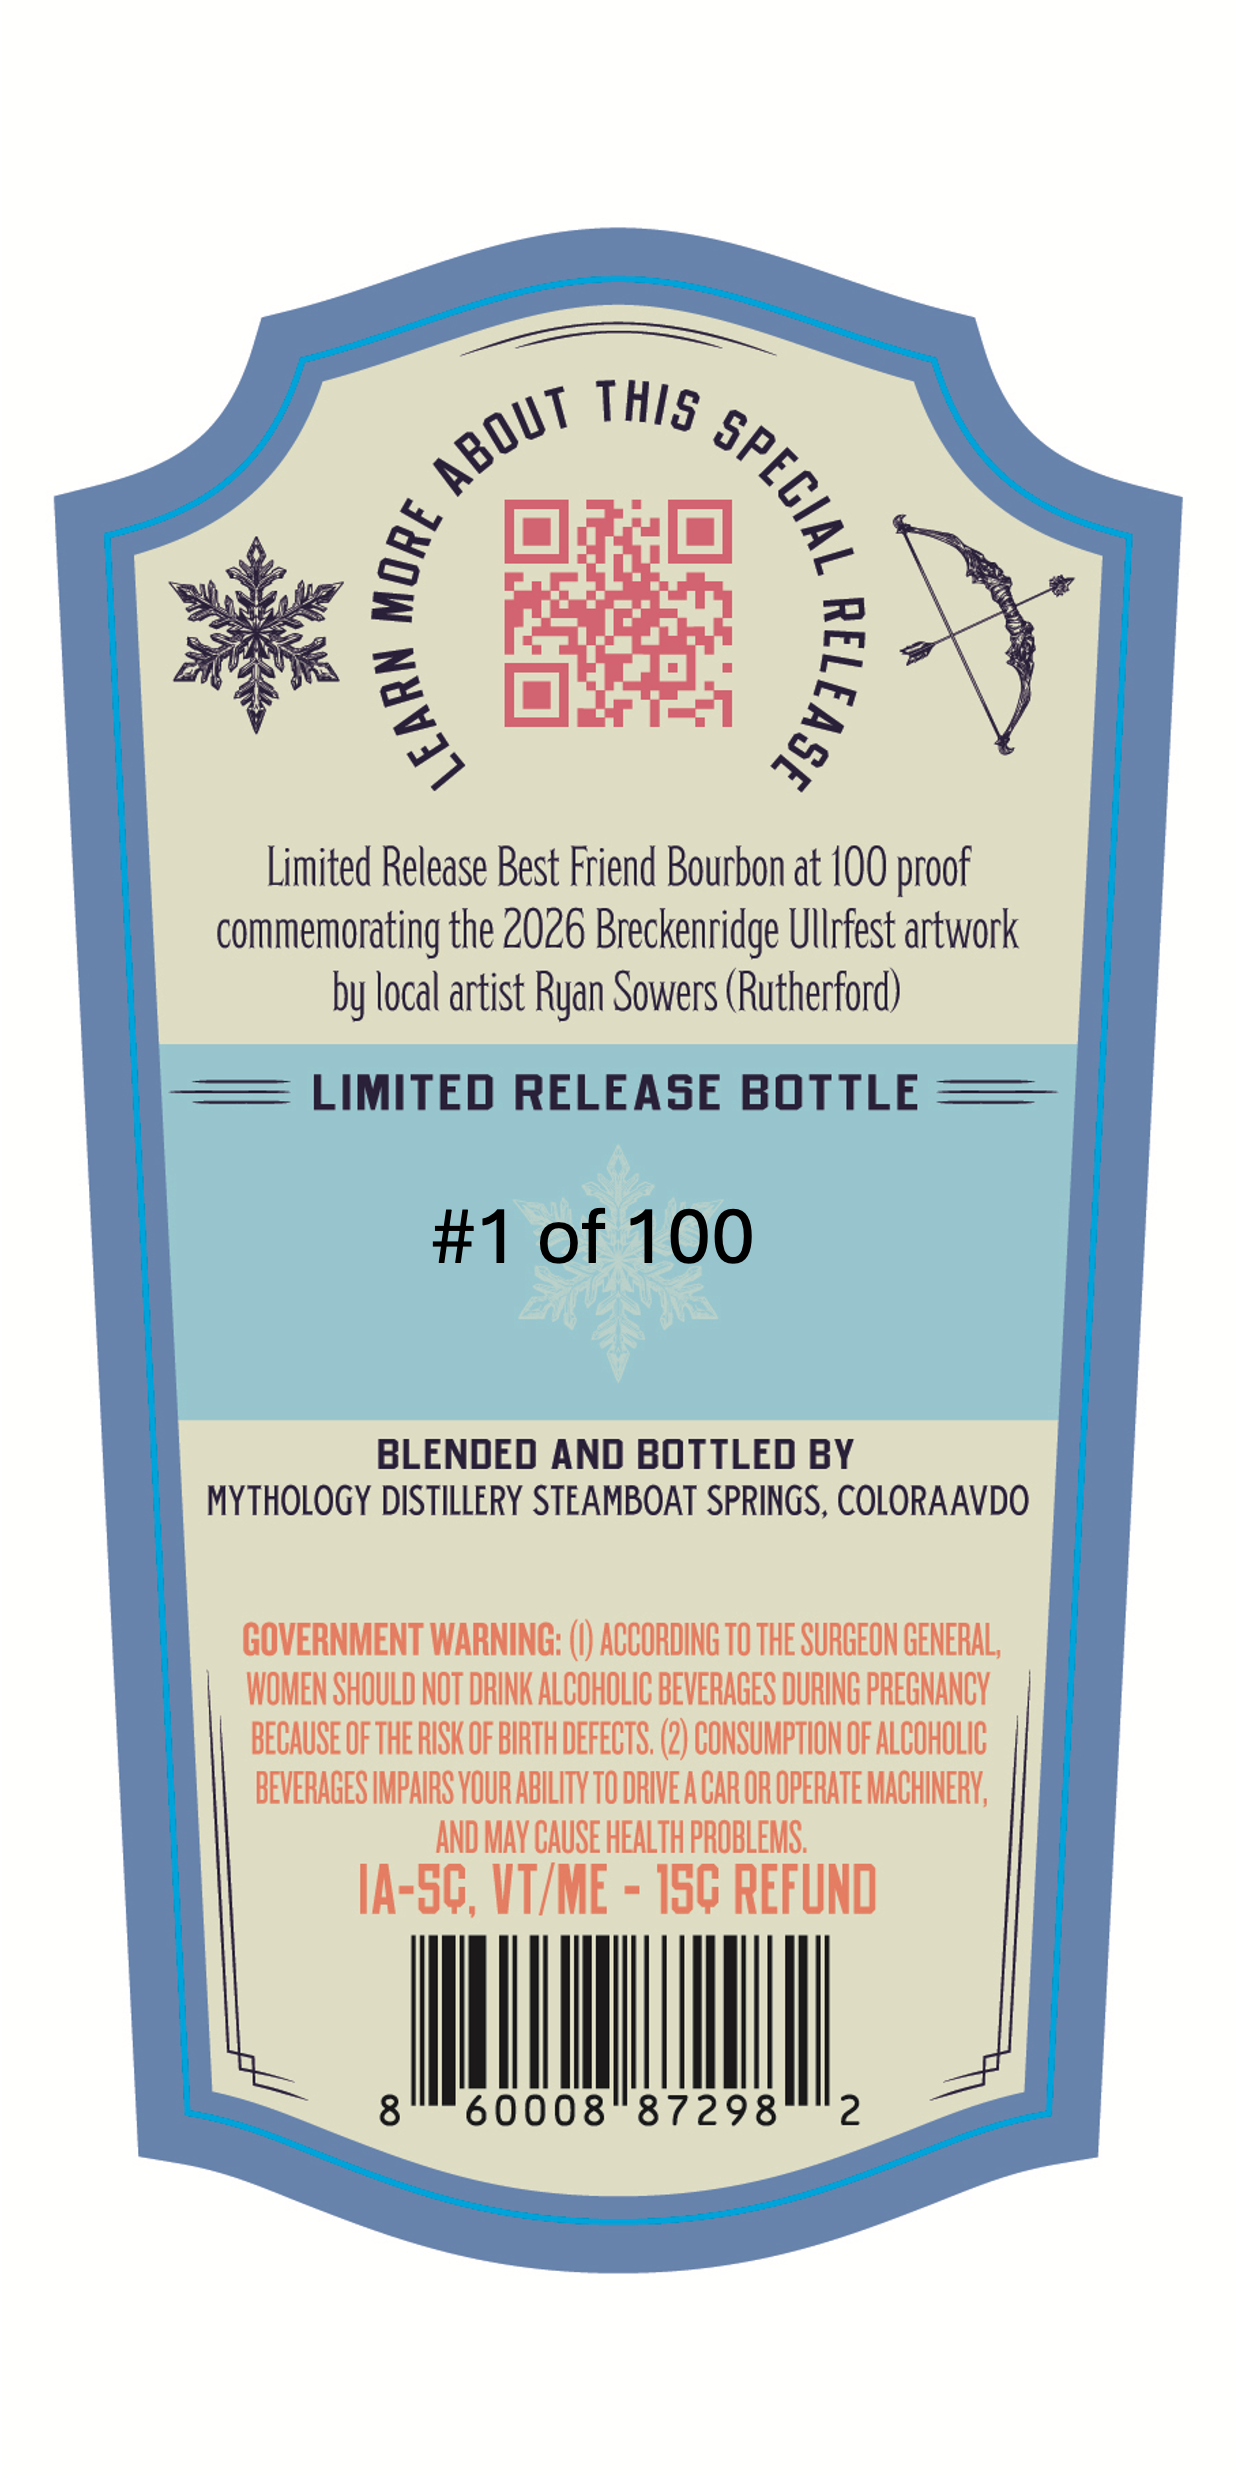 LEARN MORE ABOUT THIS SPECIAL RELEASE
Limited Release Best Friend Bourbon at 100 proof
commemorating the 2026 Breckenridge Ullrfest artwork
by local artist Ryan Sowers (Rutherford)
LIMITED RELEASE BOTTLE
#1 of 100
BLENDED AND BOTTLED BY
MYTHOLOGY DISTILLERY STEAMBOAT SPRINGS, COLORAAVDO
GOVERNMENT WARNING: (1) ACCORDING TO THE SURGEON GENERAL,
WOMEN SHOULD NOT DRINK ALCOHOLIC BEVERAGES DURING PREGNANCY
BECAUSE OF THE RISK OF BIRTH DEFECTS. (2) CONSUMPTION OF ALCOHOLIC
BEVERAGES IMPAIRS YOUR ABILITY TO DRIVE A CAR OR OPERATE MACHINERY,
AND MAY CAUSE HEALTH PROBLEMS.
IA-5¢, VT/ME - 15¢ REFUND
8 60008 87298 2